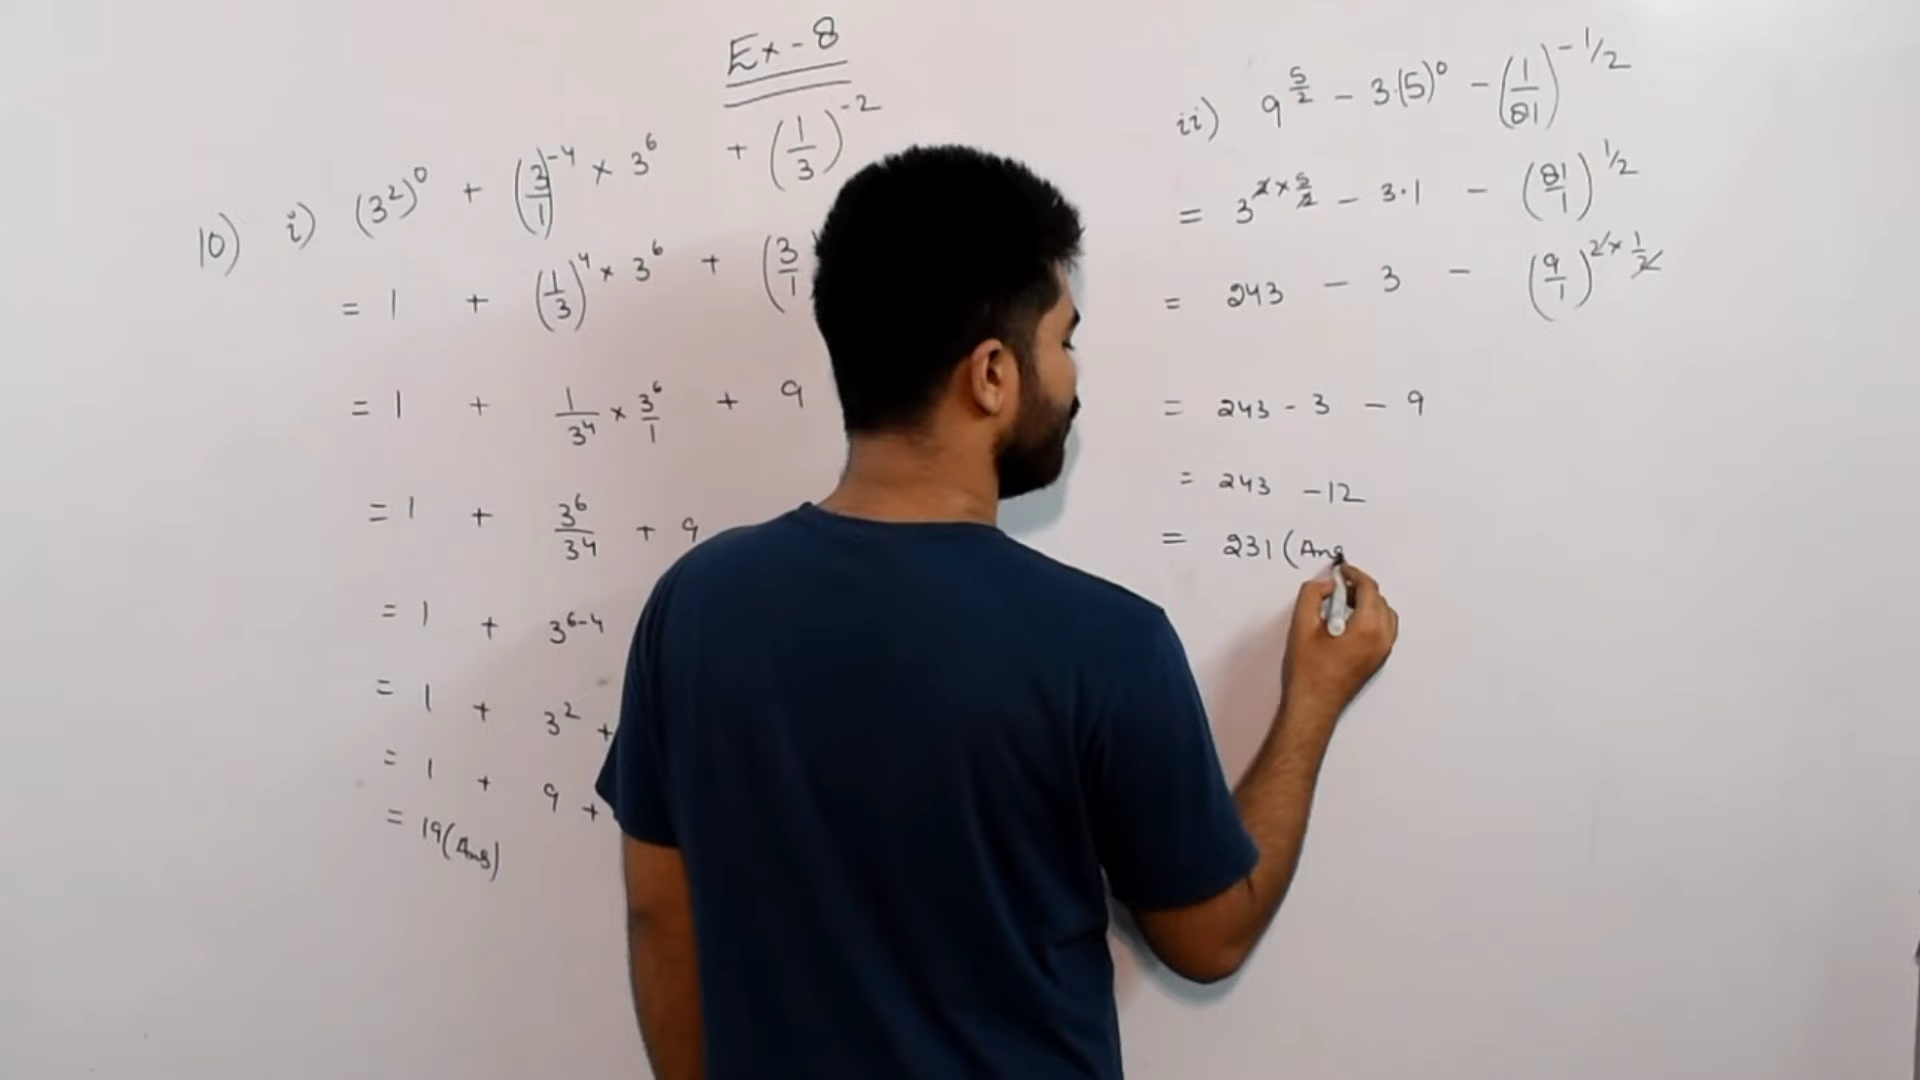 Ex-8
10) i) (3²)⁰ + (3/1)⁻⁴ × 3⁶ + (1/3)⁻²
= 1 + (1/3)⁴ × 3⁶ + (3/1
= 1 + 1/3⁴ × 3⁶/1 + 9
= 1 + 3⁶/3⁴ + 9
= 1 + 3⁶⁻⁴
= 1 + 3² +
= 1 + 9 +
= 19 (Ans)
ii) 9^(5/2) - 3·(5)⁰ - (1/81)^(-1/2)
= 3^(2×5/2) - 3·1 - (81/1)^(1/2)
= 243 - 3 - (9/1)^(2×1/2)
= 243 - 3 - 9
= 243 - 12
= 231 (Ans